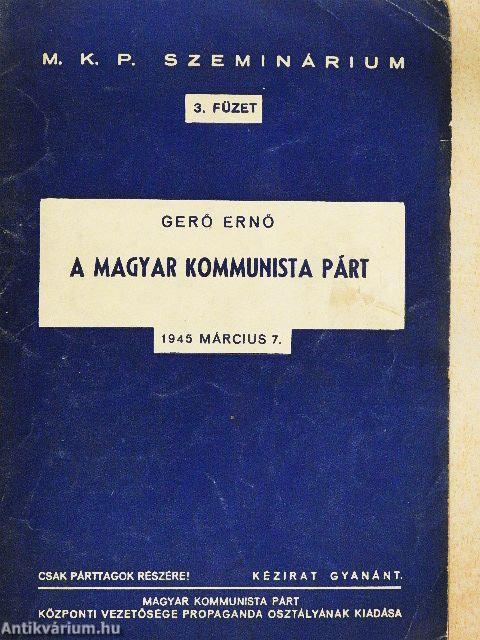 M. K. P. SZEMINÁRIUM
3. FÜZET
GERŐ ERNŐ
A MAGYAR KOMMUNISTA PÁRT
1945 MÁRCIUS 7.
CSAK PÁRTTAGOK RÉSZÉRE! KÉZIRAT GYANÁNT.
MAGYAR KOMMUNISTA PÁRT
KÖZPONTI VEZETŐSÉGE PROPAGANDA OSZTÁLYÁNAK KIADÁSA
Antikvárium.hu